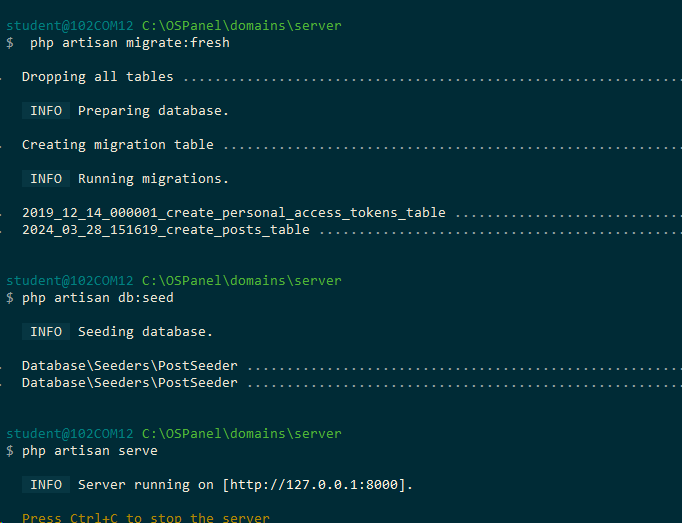 student@102COM12 C:\OSPanel\domains\server
$  php artisan migrate:fresh
Dropping all tables ...............................................................
INFO  Preparing database.
Creating migration table ..........................................................
INFO  Running migrations.
2019_12_14_000001_create_personal_access_tokens_table .............................
2024_03_28_151619_create_posts_table ..............................................
student@102COM12 C:\OSPanel\domains\server
$ php artisan db:seed
INFO  Seeding database.
Database\Seeders\PostSeeder .......................................................
Database\Seeders\PostSeeder .......................................................
student@102COM12 C:\OSPanel\domains\server
$ php artisan serve
INFO  Server running on [http://127.0.0.1:8000].
Press Ctrl+C to stop the server